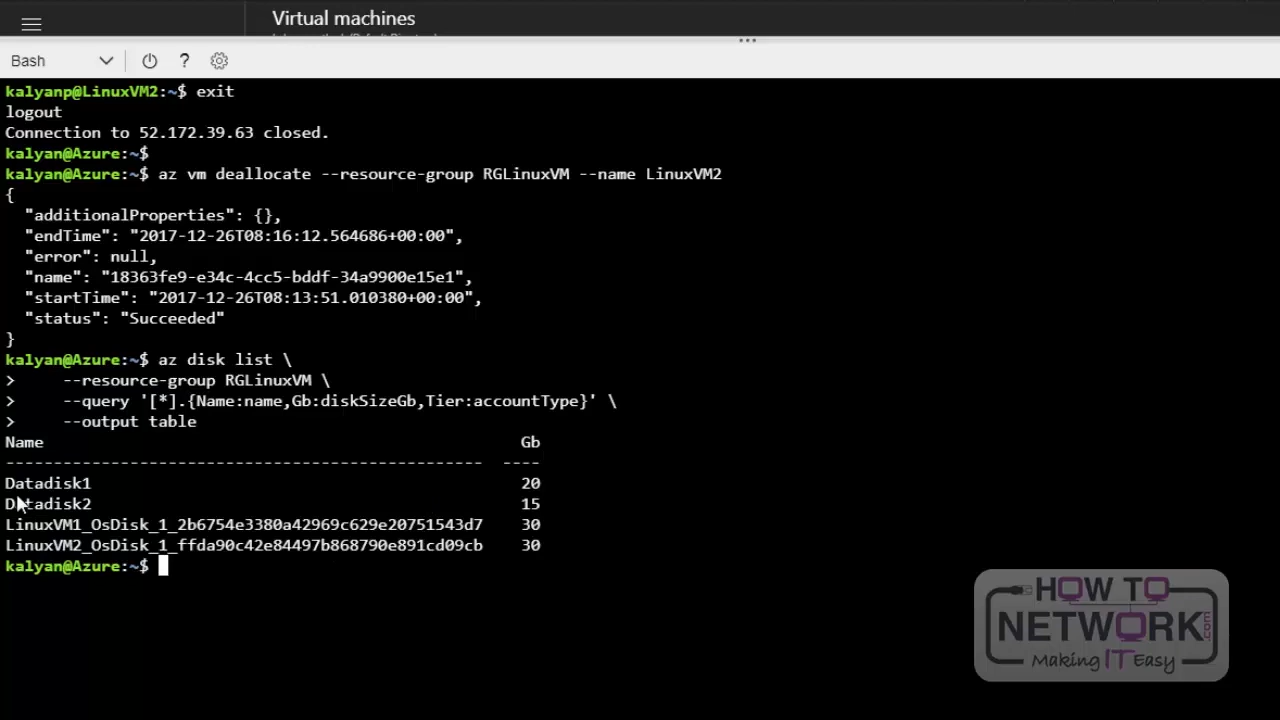 Virtual machines
Bash
?
kalyanp@LinuxVM2:~$ exit
logout
Connection to 52.172.39.63 closed.
kalyan@Azure:~$
kalyan@Azure:~$ az vm deallocate --resource-group RGLinuxVM --name LinuxVM2
{
  "additionalProperties": {},
  "endTime": "2017-12-26T08:16:12.564686+00:00",
  "error": null,
  "name": "18363fe9-e34c-4cc5-bddf-34a9900e15e1",
  "startTime": "2017-12-26T08:13:51.010380+00:00",
  "status": "Succeeded"
}
kalyan@Azure:~$ az disk list \
>     --resource-group RGLinuxVM \
>     --query '[*].{Name:name,Gb:diskSizeGb,Tier:accountType}' \
>     --output table
Name                                                  Gb
--------------------------------------------------  ----
Datadisk1                                             20
Datadisk2                                             15
LinuxVM1_OsDisk_1_2b6754e3380a42969c629e20751543d7    30
LinuxVM2_OsDisk_1_ffda90c42e84497b868790e891cd09cb    30
kalyan@Azure:~$
HOW TO
NETWORK.com
Making IT Easy